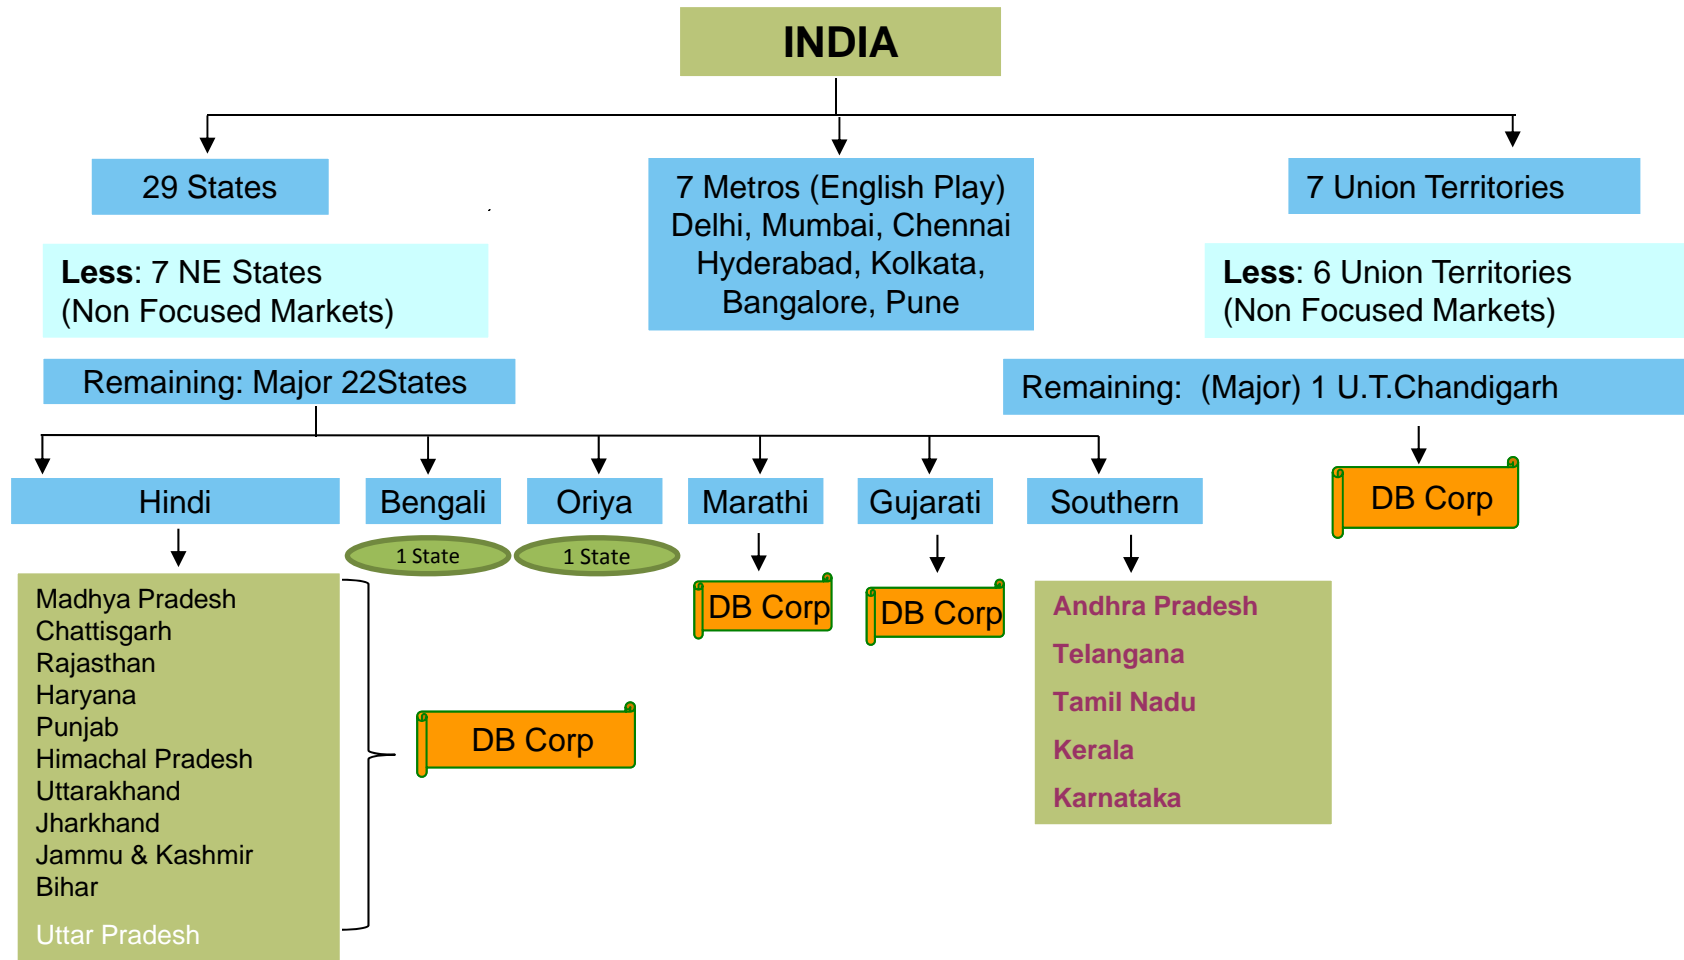 INDIA
29 States
7 Metros (English Play)
Delhi, Mumbai, Chennai
Hyderabad, Kolkata,
Bangalore, Pune
7 Union Territories
Less: 7 NE States
(Non Focused Markets)
Less: 6 Union Territories
(Non Focused Markets)
Remaining: Major 22States
Remaining: (Major) 1 U.T.Chandigarh
Hindi
Bengali
Oriya
Marathi
Gujarati
Southern
DB Corp
1 State
1 State
DB Corp
DB Corp
Madhya Pradesh
Chattisgarh
Rajasthan
Haryana
Punjab
Himachal Pradesh
Uttarakhand
Jharkhand
Jammu & Kashmir
Bihar
Uttar Pradesh
DB Corp
Andhra Pradesh
Telangana
Tamil Nadu
Kerala
Karnataka